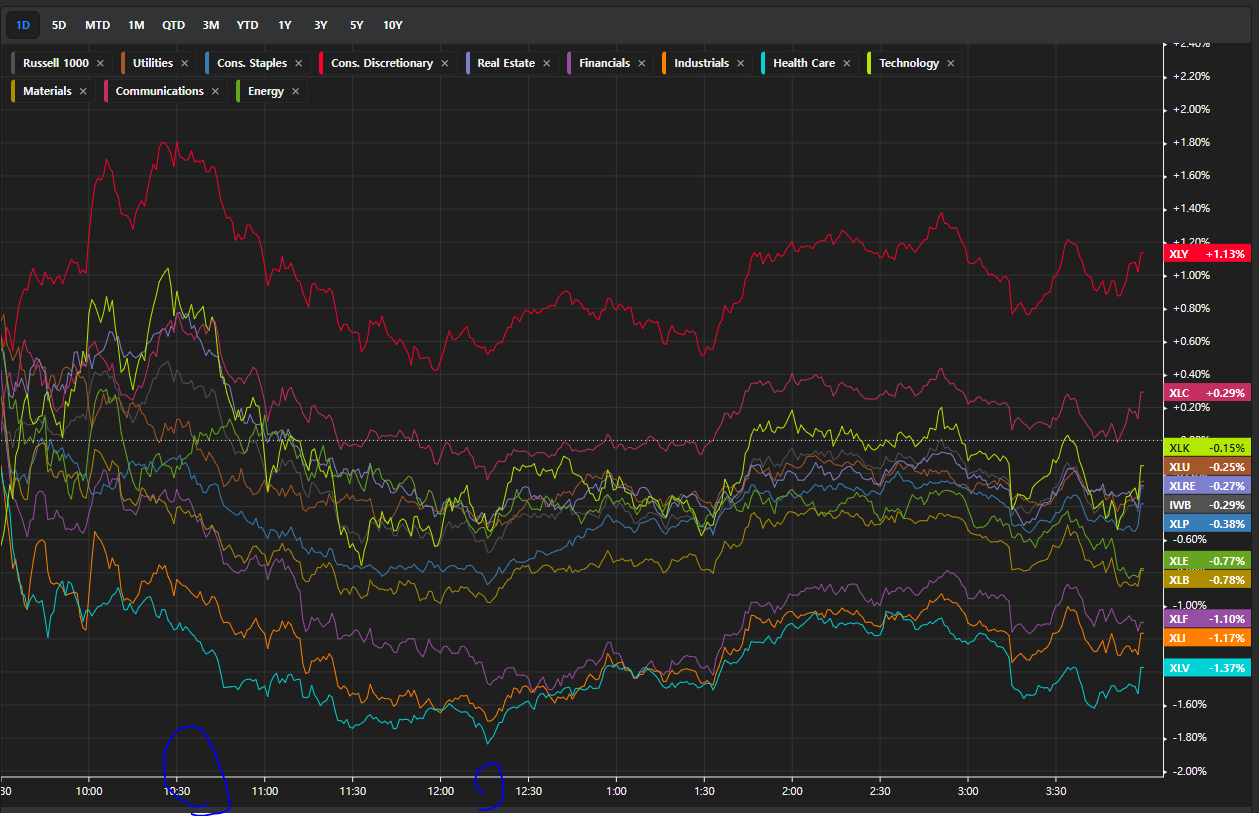 1D 5D MTD 1M QTD 3M YTD 1Y 3Y 5Y 10Y
+2.40%
Russell 1000 × Utilities × Cons. Staples × Cons. Discretionary × Real Estate × Financials × Industrials × Health Care × Technology ×
+2.20%
Materials × Communications × Energy ×
+2.00%
+1.80%
+1.60%
+1.40%
+1.20%
XLY +1.13%
+1.00%
+0.80%
+0.60%
+0.40%
XLC +0.29%
+0.20%
XLK -0.15%
XLU -0.25%
XLRE -0.27%
IWB -0.29%
XLP -0.38%
-0.60%
XLE -0.77%
XLB -0.78%
-1.00%
XLF -1.10%
XLI -1.17%
XLV -1.37%
-1.60%
-1.80%
-2.00%
30 10:00 10:30 11:00 11:30 12:00 12:30 1:00 1:30 2:00 2:30 3:00 3:30